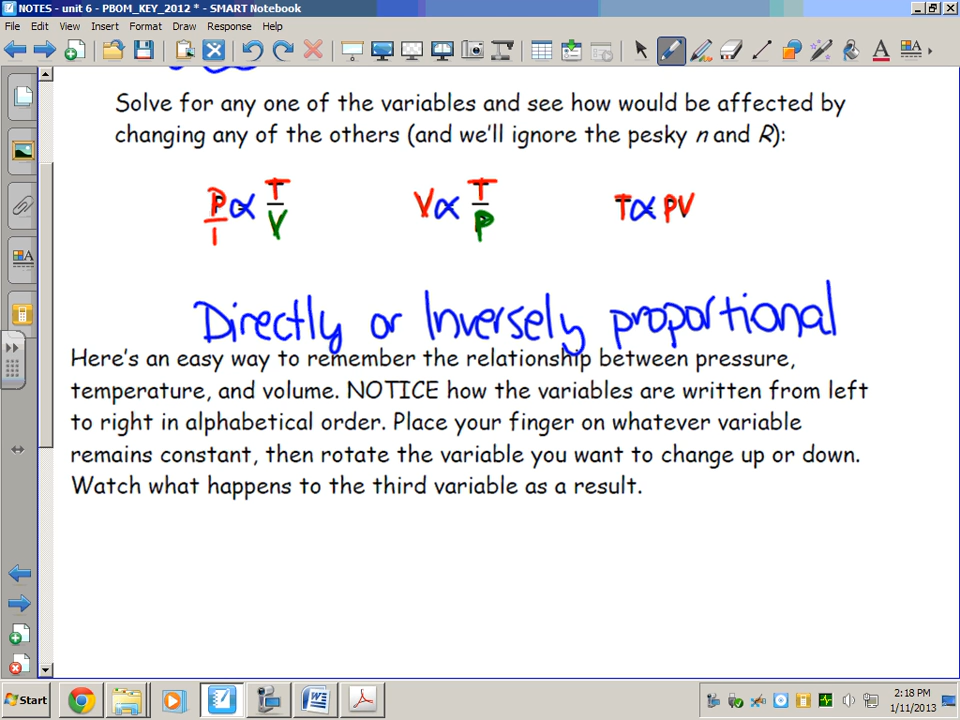 NOTES - unit 6 - PBOM_KEY_2012 * - SMART Notebook
File Edit View Insert Format Draw Response Help
Solve for any one of the variables and see how would be affected by
changing any of the others (and we'll ignore the pesky n and R):
P/1 ∝ T/V V ∝ T/P T ∝ PV
Directly or Inversely proportional
Here's an easy way to remember the relationship between pressure,
temperature, and volume. NOTICE how the variables are written from left
to right in alphabetical order. Place your finger on whatever variable
remains constant, then rotate the variable you want to change up or down.
Watch what happens to the third variable as a result.
Start
2:18 PM
1/11/2013